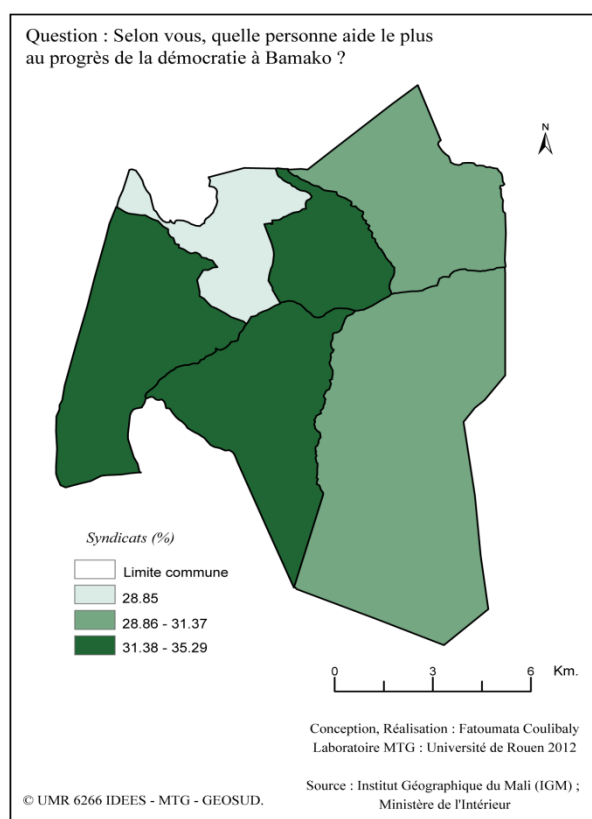 Question : Selon vous, quelle personne aide le plus
au progrès de la démocratie à Bamako ?
N
Syndicats (%)
Limite commune
28.85
28.86 - 31.37
31.38 - 35.29
0 3 6 Km.
Conception, Réalisation : Fatoumata Coulibaly
Laboratoire MTG : Université de Rouen 2012
© UMR 6266 IDEES - MTG - GEOSUD.
Source : Institut Géographique du Mali (IGM) ;
Ministère de l'Intérieur